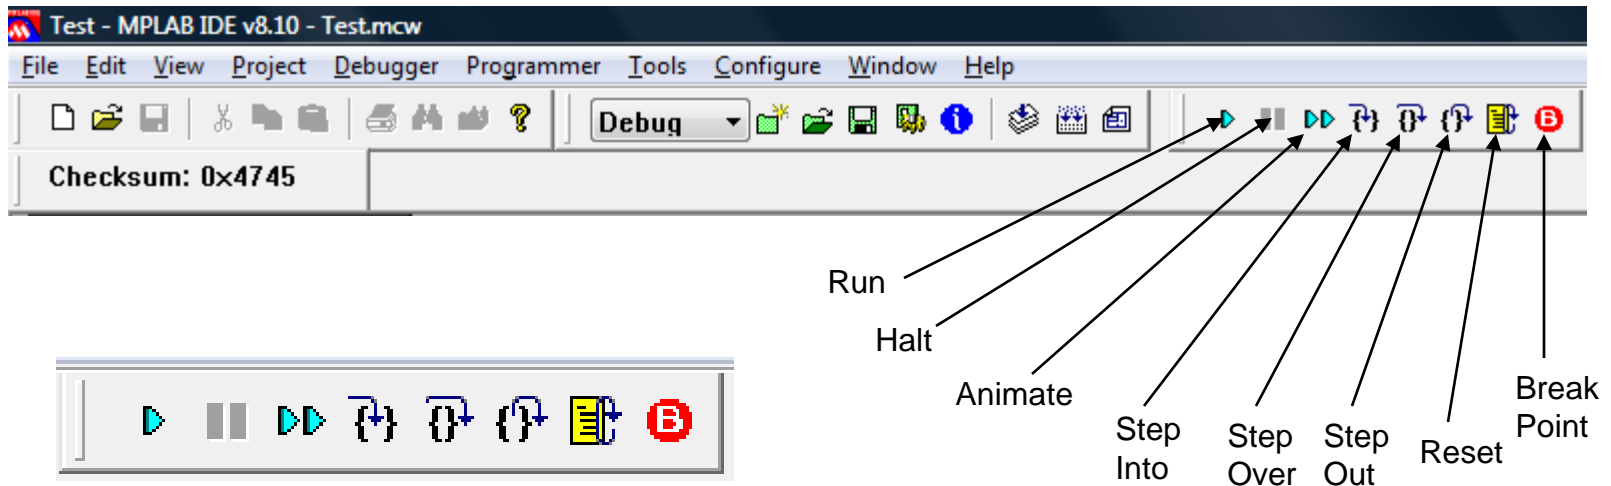 Test - MPLAB IDE v8.10 - Test.mcw
File Edit View Project Debugger Programmer Tools Configure Window Help
Debug
Checksum: 0x4745
Run
Halt
Animate
Step
Into
Step
Over
Step
Out
Reset
Break
Point
B